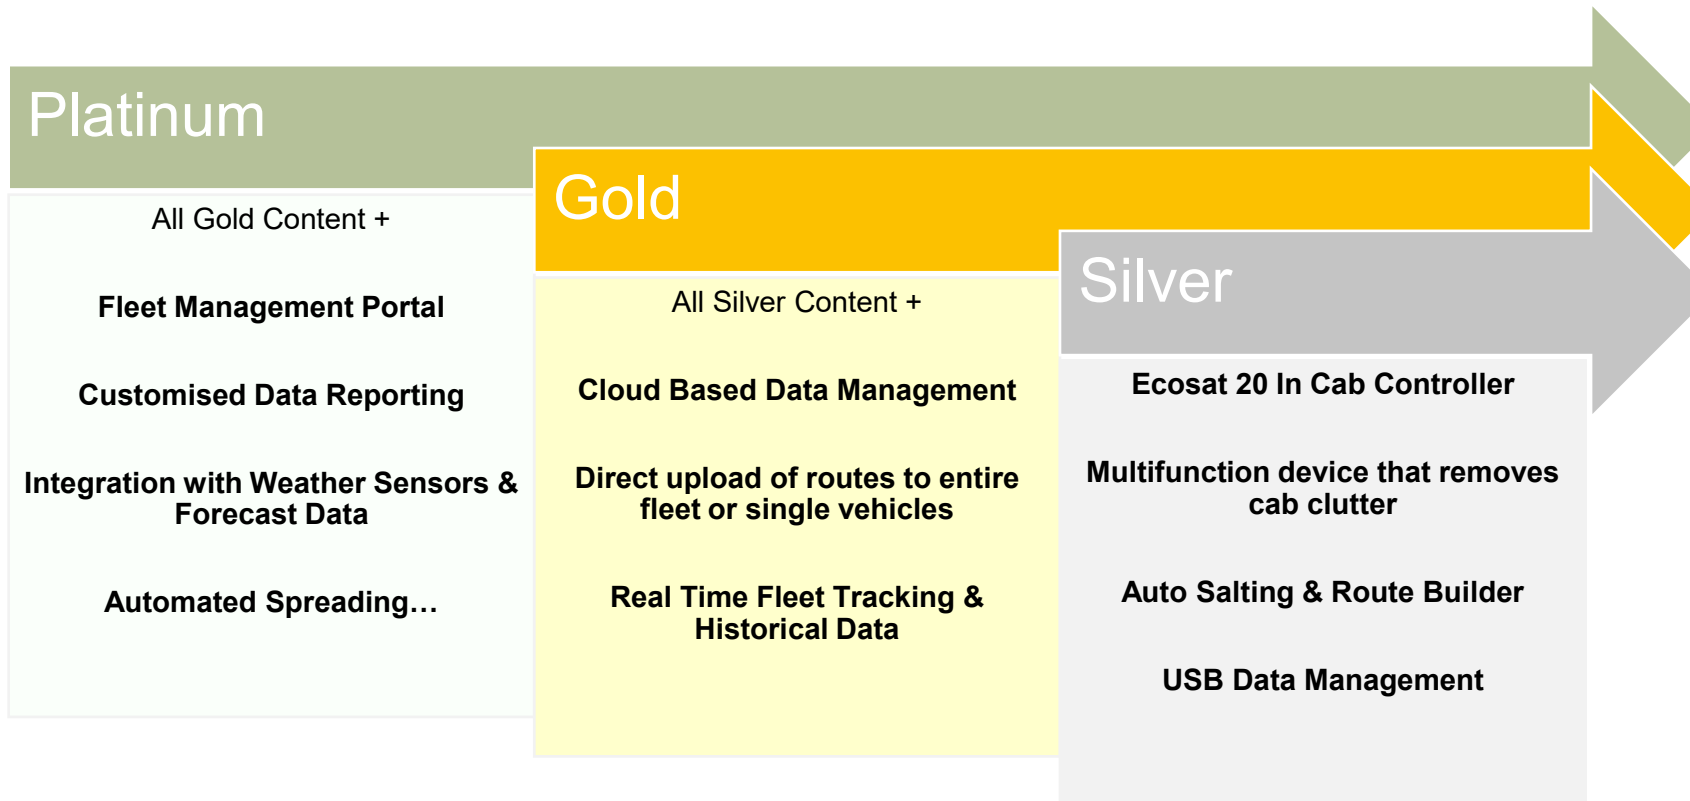 Platinum
All Gold Content +
Fleet Management Portal
Customised Data Reporting
Integration with Weather Sensors &
Forecast Data
Automated Spreading…
Gold
All Silver Content +
Cloud Based Data Management
Direct upload of routes to entire
fleet or single vehicles
Real Time Fleet Tracking &
Historical Data
Silver
Ecosat 20 In Cab Controller
Multifunction device that removes
cab clutter
Auto Salting & Route Builder
USB Data Management